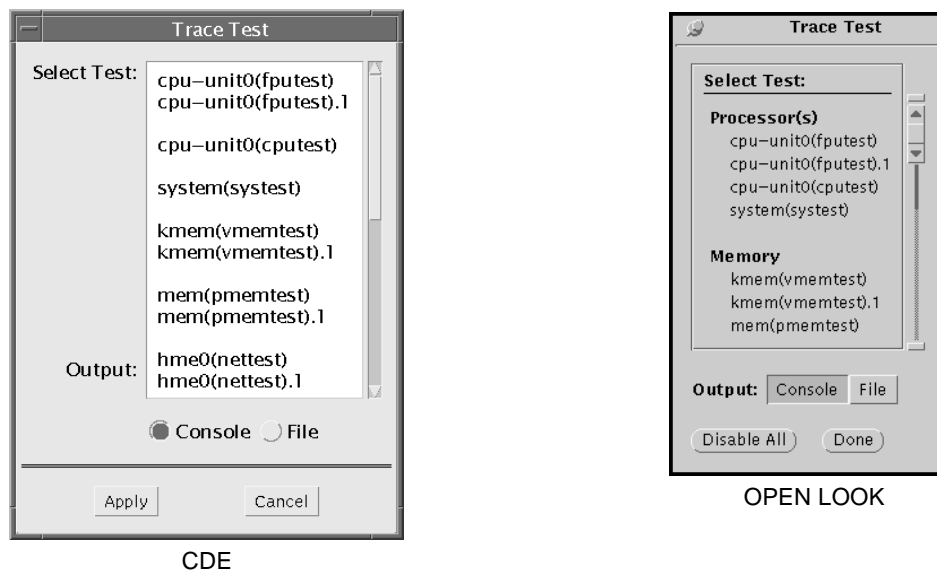 Trace Test
Select Test:
cpu-unit0(fputest)
cpu-unit0(fputest).1
cpu-unit0(cputest)
system(systest)
kmem(vmemtest)
kmem(vmemtest).1
mem(pmemtest)
mem(pmemtest).1
hme0(nettest)
hme0(nettest).1
Output:
Console File
Apply Cancel
CDE
Trace Test
Select Test:
Processor(s)
cpu-unit0(fputest)
cpu-unit0(fputest).1
cpu-unit0(cputest)
system(systest)
Memory
kmem(vmemtest)
kmem(vmemtest).1
mem(pmemtest)
Output: Console File
Disable All Done
OPEN LOOK